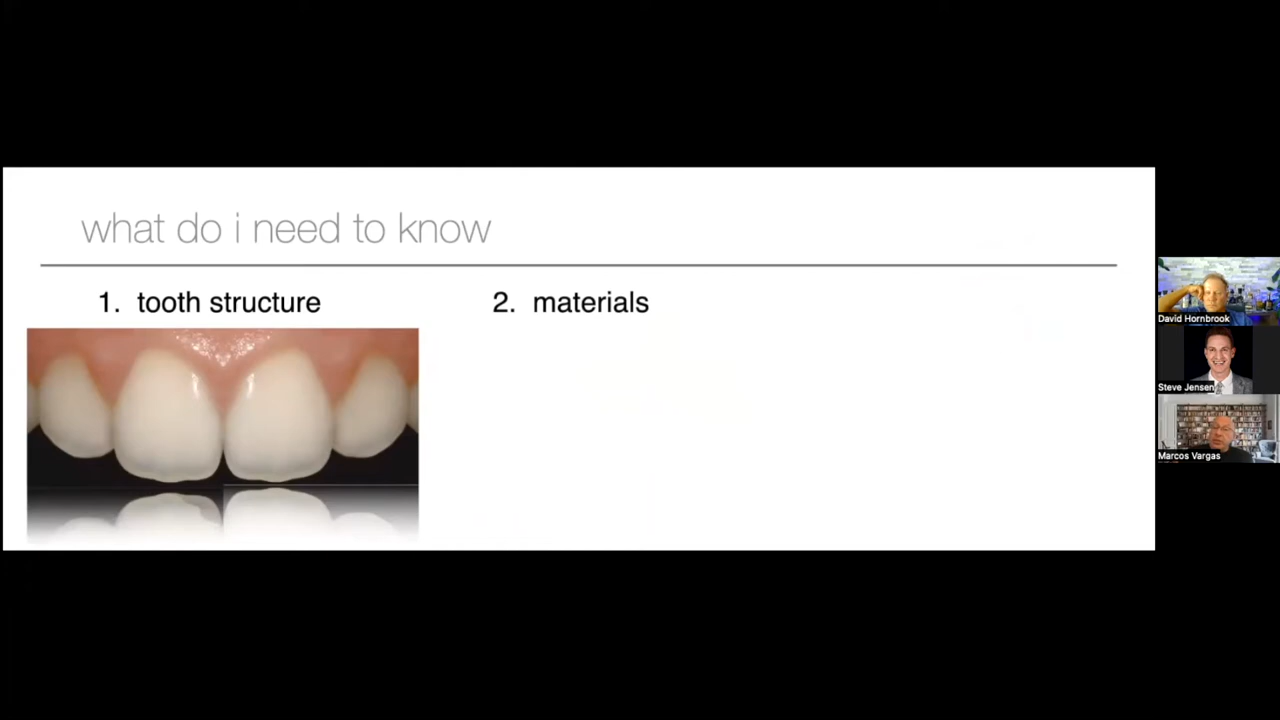 what do i need to know
1. tooth structure
2. materials
David Hornbrook
Steve Jensen
Marcos Vargas